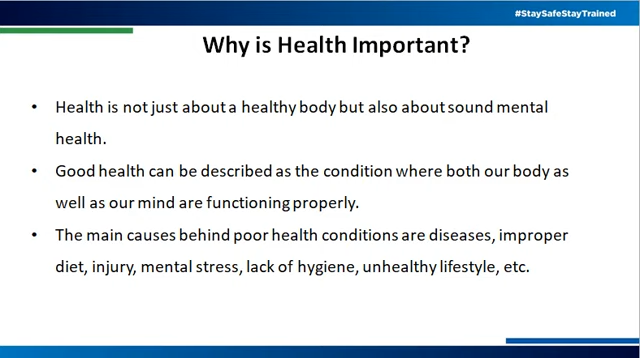 #StaySafeStayTrained
Why is Health Important?
• Health is not just about a healthy body but also about sound mental
health.
• Good health can be described as the condition where both our body as
well as our mind are functioning properly.
• The main causes behind poor health conditions are diseases, improper
diet, injury, mental stress, lack of hygiene, unhealthy lifestyle, etc.